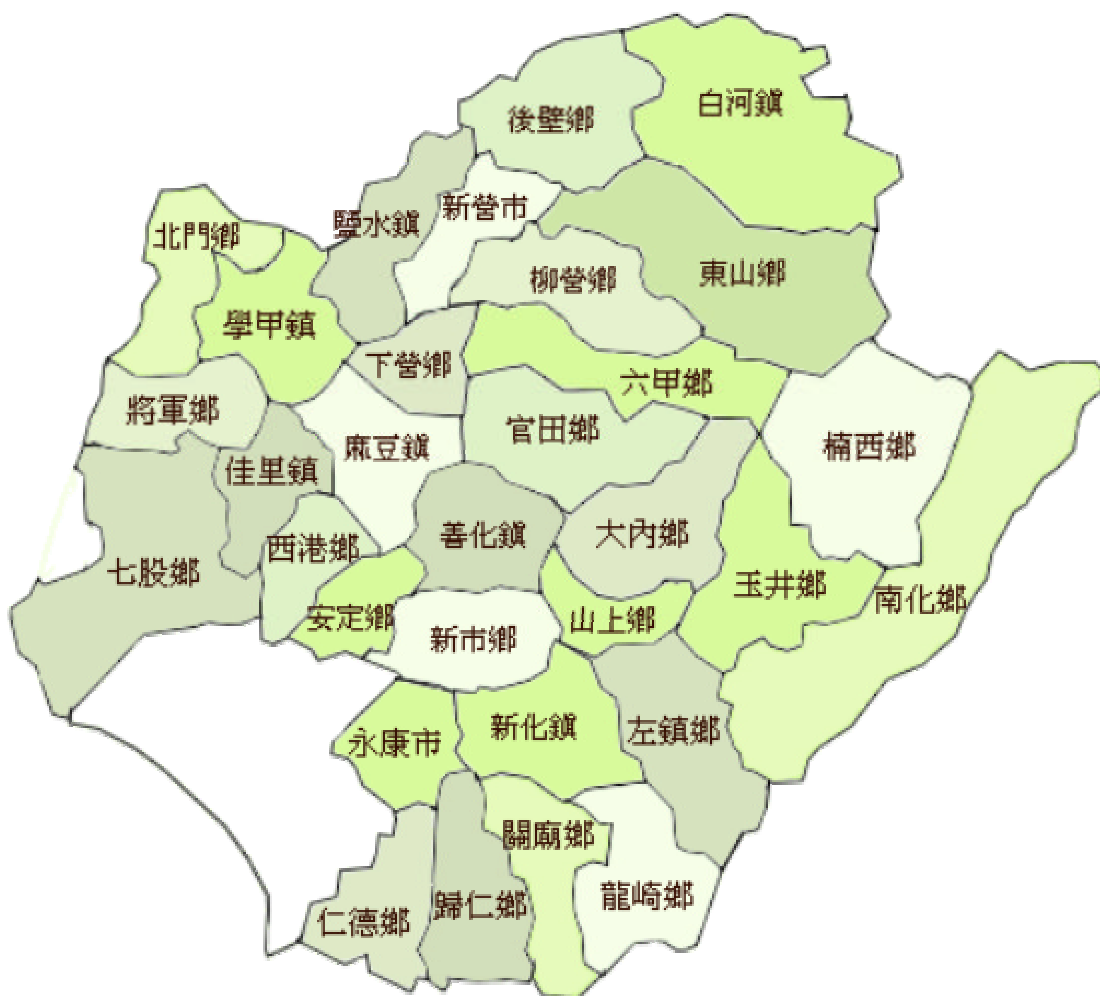 白河鎮
後壁鄉
新營市
鹽水鎮
北門鄉
東山鄉
柳營鄉
學甲鎮
下營鄉
六甲鄉
將軍鄉
官田鄉
麻豆鎮
楠西鄉
佳里鎮
善化鎮
大內鄉
西港鄉
七股鄉
玉井鄉
南化鄉
安定鄉
山上鄉
新市鄉
新化鎮
左鎮鄉
永康市
關廟鄉
龍崎鄉
歸仁鄉
仁德鄉